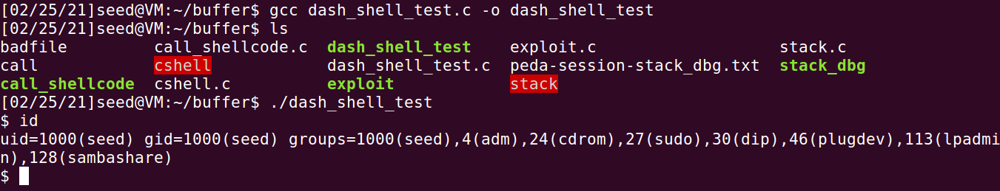 [02/25/21]seed@VM:~/buffer$ gcc dash_shell_test.c -o dash_shell_test
[02/25/21]seed@VM:~/buffer$ ls
badfile         call_shellcode.c  dash_shell_test    exploit.c                   stack.c
call            cshell            dash_shell_test.c  peda-session-stack_dbg.txt  stack_dbg
call_shellcode  cshell.c          exploit            stack
[02/25/21]seed@VM:~/buffer$ ./dash_shell_test
$ id
uid=1000(seed) gid=1000(seed) groups=1000(seed),4(adm),24(cdrom),27(sudo),30(dip),46(plugdev),113(lpadmi
n),128(sambashare)
$